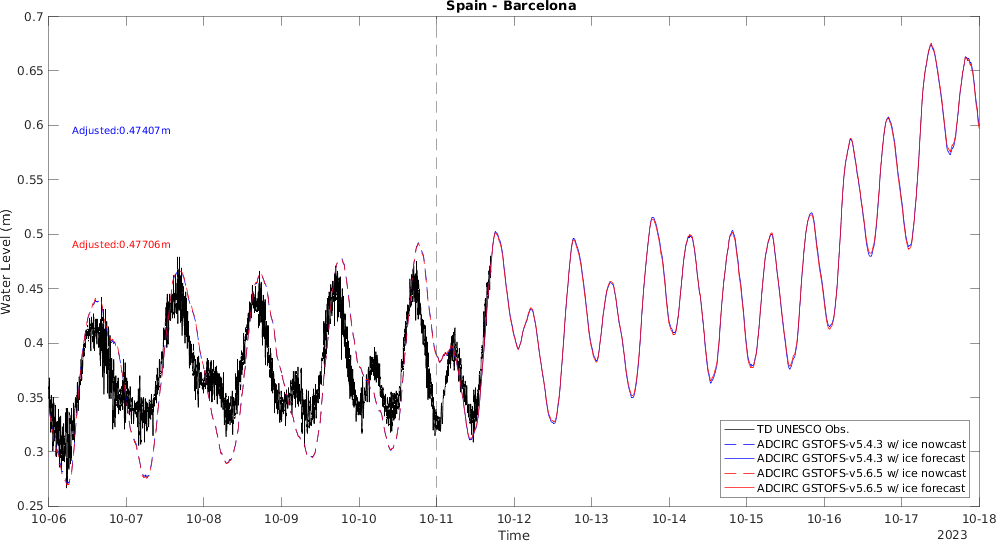 Spain - Barcelona
0.7
0.65
0.6
0.55
0.5
0.45
0.4
0.35
0.3
0.25
Water Level (m)
Adjusted:0.47407m
Adjusted:0.47706m
TD UNESCO Obs.
ADCIRC GSTOFS-v5.4.3 w/ ice nowcast
ADCIRC GSTOFS-v5.4.3 w/ ice forecast
ADCIRC GSTOFS-v5.6.5 w/ ice nowcast
ADCIRC GSTOFS-v5.6.5 w/ ice forecast
10-06 10-07 10-08 10-09 10-10 10-11 10-12 10-13 10-14 10-15 10-16 10-17 10-18
Time
2023